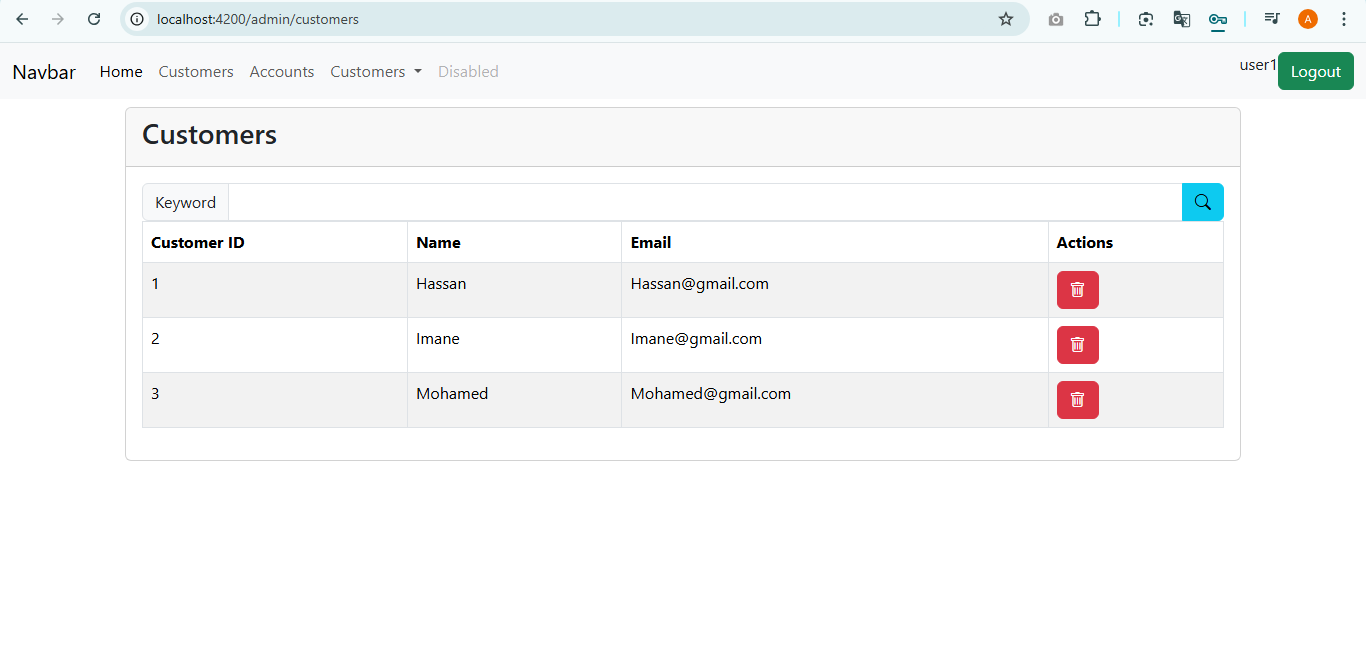 localhost:4200/admin/customers
A
Navbar Home Customers Accounts Customers Disabled user1 Logout
Customers
Keyword
Customer ID Name Email Actions
1 Hassan Hassan@gmail.com
2 Imane Imane@gmail.com
3 Mohamed Mohamed@gmail.com